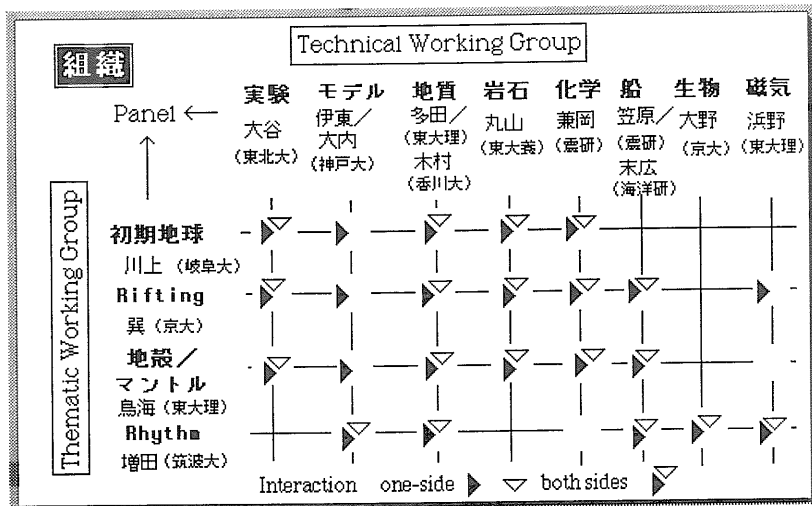 Technical Working Group
組織
Panel ←
実験 モデル 地質 岩石 化学 船 生物 磁気
大谷 伊東／ 多田／ 丸山 兼岡 笠原／ 大野 浜野
(東北大) 大内 (東大理) (東大養) (震研) (震研) (京大) (東大理)
(神戸大) 木村 末広
(香川大) (海洋研)
Thematic Working Group
初期地球
川上 (岐阜大)
Rifting
巽 (京大)
地殻／
マントル
鳥海 (東大理)
Rhythm
増田 (筑波大)
Interaction one-side both sides